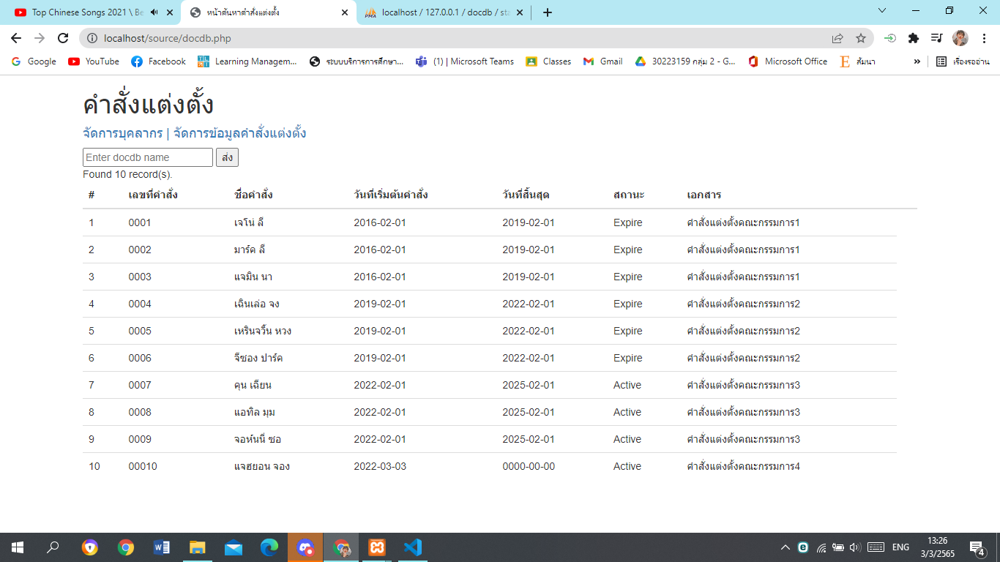 Top Chinese Songs 2021 \ Be
หน้าค้นหาคำสั่งแต่งตั้ง
localhost / 127.0.0.1 / docdb / sta
localhost/source/docdb.php
Google YouTube Facebook Learning Managem... ระบบบริการการศึกษา... (1) | Microsoft Teams Classes Gmail 30223159 กลุ่ม 2 - G... Microsoft Office สัมนา » เรื่องรออ่าน
คำสั่งแต่งตั้ง
จัดการบุคลากร | จัดการข้อมูลคำสั่งแต่งตั้ง
Enter docdb name ส่ง
Found 10 record(s).
# เลขที่คำสั่ง ชื่อคำสั่ง วันที่เริ่มต้นคำสั่ง วันที่สิ้นสุด สถานะ เอกสาร
1 0001 เจโน่ ลี 2016-02-01 2019-02-01 Expire คำสั่งแต่งตั้งคณะกรรมการ1
2 0002 มาร์ค ลี 2016-02-01 2019-02-01 Expire คำสั่งแต่งตั้งคณะกรรมการ1
3 0003 แจมิน นา 2016-02-01 2019-02-01 Expire คำสั่งแต่งตั้งคณะกรรมการ1
4 0004 เฉินเล่อ จง 2019-02-01 2022-02-01 Expire คำสั่งแต่งตั้งคณะกรรมการ2
5 0005 เหรินจวิ้น หวง 2019-02-01 2022-02-01 Expire คำสั่งแต่งตั้งคณะกรรมการ2
6 0006 จีซอง ปาร์ค 2019-02-01 2022-02-01 Expire คำสั่งแต่งตั้งคณะกรรมการ2
7 0007 คุน เฉียน 2022-02-01 2025-02-01 Active คำสั่งแต่งตั้งคณะกรรมการ3
8 0008 แอทิล มุม 2022-02-01 2025-02-01 Active คำสั่งแต่งตั้งคณะกรรมการ3
9 0009 จอห์นนี่ ซอ 2022-02-01 2025-02-01 Active คำสั่งแต่งตั้งคณะกรรมการ3
10 00010 แจฮยอน จอง 2022-03-03 0000-00-00 Active คำสั่งแต่งตั้งคณะกรรมการ4
ENG
13:26
3/3/2565
4